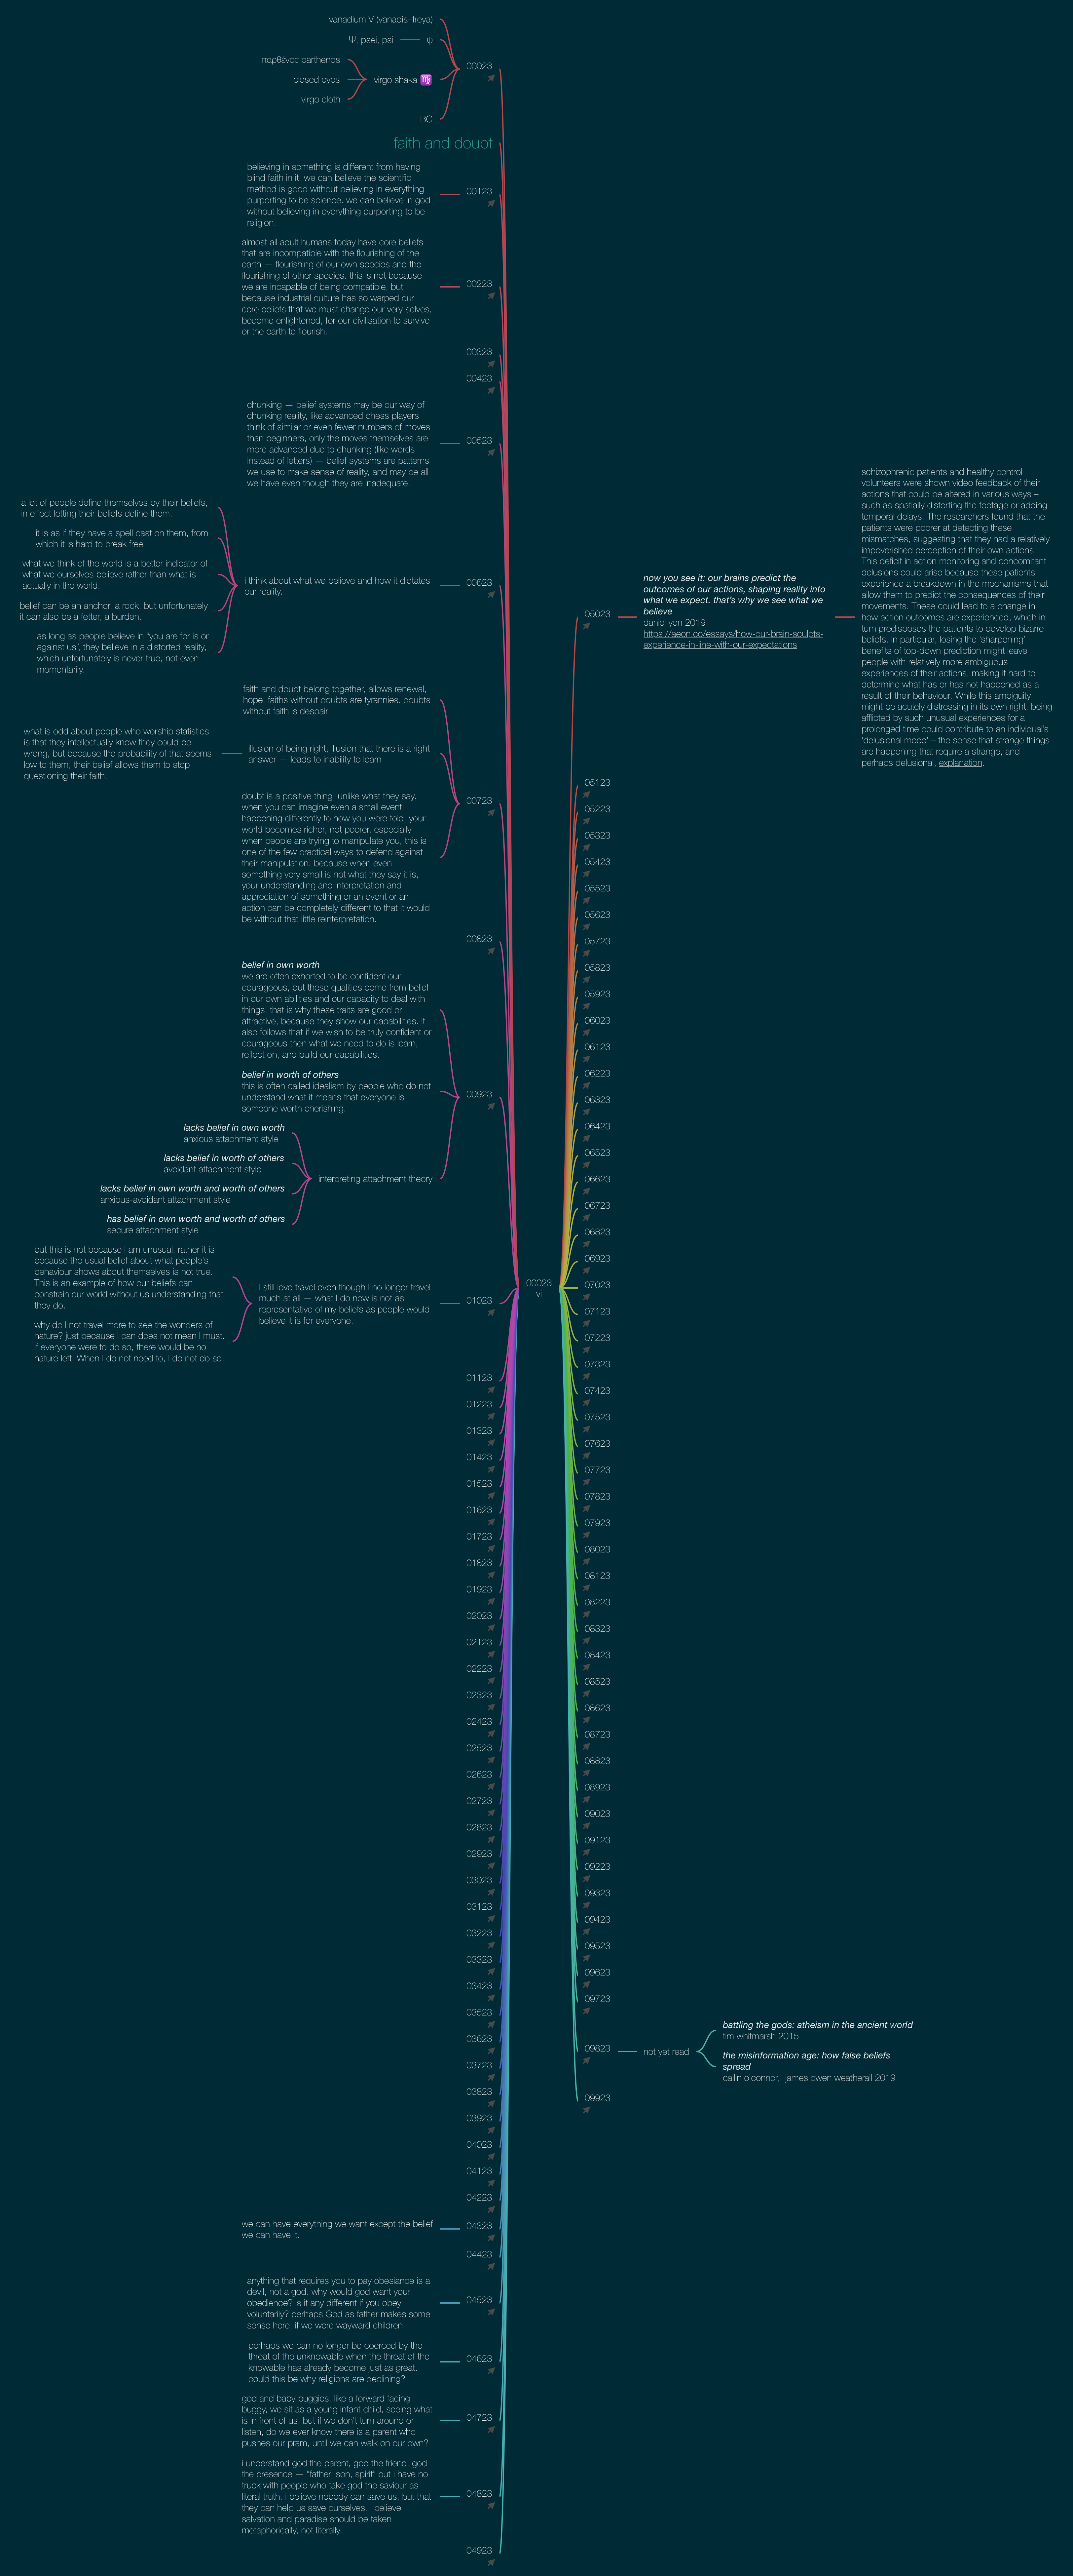 vanadium V (vanadis–freya)
Ψ, psei, psi
ψ
παρθένος parthenos
closed eyes
virgo cloth
virgo shaka ♍
BC
00023
faith and doubt
believing in something is different from having
blind faith in it. we can believe the scientific
method is good without believing in everything
purporting to be science. we can believe in god
without believing in everything purporting to be
religion.
00123
almost all adult humans today have core beliefs
that are incompatible with the flourishing of the
earth — flourishing of our own species and the
flourishing of other species. this is not because
we are incapable of being compatible, but
because industrial culture has so warped our
core beliefs that we must change our very selves,
become enlightened, for our civilisation to survive
or the earth to flourish.
00223
00323
00423
chunking — belief systems may be our way of
chunking reality, like advanced chess players
think of similar or even fewer numbers of moves
than beginners, only the moves themselves are
more advanced due to chunking (like words
instead of letters) — belief systems are patterns
we use to make sense of reality, and may be all
we have even though they are inadequate.
00523
a lot of people define themselves by their beliefs,
in effect letting their beliefs define them.
it is as if they have a spell cast on them, from
which it is hard to break free
what we think of the world is a better indicator of
what we ourselves believe rather than what is
actually in the world.
belief can be an anchor, a rock. but unfortunately
it can also be a fetter, a burden.
as long as people believe in "you are for is or
against us", they believe in a distorted reality,
which unfortunately is never true, not even
momentarily.
i think about what we believe and how it dictates
our reality.
00623
faith and doubt belong together, allows renewal,
hope. faiths without doubts are tyrannies. doubts
without faith is despair.
what is odd about people who worship statistics
is that they intellectually know they could be
wrong, but because the probability of that seems
low to them, their belief allows them to stop
questioning their faith.
illusion of being right, illusion that there is a right
answer — leads to inability to learn
doubt is a positive thing, unlike what they say.
when you can imagine even a small event
happening differently to how you were told, your
world becomes richer, not poorer. especially
when people are trying to manipulate you, this is
one of the few practical ways to defend against
their manipulation. because when even
something very small is not what they say it is,
your understanding and interpretation and
appreciation of something or an event or an
action can be completely different to that it would
be without that little reinterpretation.
00723
00823
belief in own worth
we are often exhorted to be confident our
courageous, but these qualities come from belief
in our own abilities and our capacity to deal with
things. that is why these traits are good or
attractive, because they show our capabilities. it
also follows that if we wish to be truly confident or
courageous then what we need to do is learn,
reflect on, and build our capabilities.
belief in worth of others
this is often called idealism by people who do not
understand what it means that everyone is
someone worth cherishing.
00923
lacks belief in own worth
anxious attachment style
lacks belief in worth of others
avoidant attachment style
lacks belief in own worth and worth of others
anxious-avoidant attachment style
has belief in own worth and worth of others
secure attachment style
interpreting attachment theory
but this is not because I am unusual, rather it is
because the usual belief about what people's
behaviour shows about themselves is not true.
This is an example of how our beliefs can
constrain our world without us understanding that
they do.
why do I not travel more to see the wonders of
nature? just because I can does not mean I must.
If everyone were to do so, there would be no
nature left. When I do not need to, I do not do so.
I still love travel even though I no longer travel
much at all — what I do now is not as
representative of my beliefs as people would
believe it is for everyone.
01023
01123
01223
01323
01423
01523
01623
01723
01823
01923
02023
02123
02223
02323
02423
02523
02623
02723
02823
02923
03023
03123
03223
03323
03423
03523
03623
03723
03823
03923
04023
04123
04223
we can have everything we want except the belief
we can have it.
04323
04423
anything that requires you to pay obesiance is a
devil, not a god. why would god want your
obedience? is it any different if you obey
voluntarily? perhaps God as father makes some
sense here, if we were wayward children.
04523
perhaps we can no longer be coerced by the
threat of the unknowable when the threat of the
knowable has already become just as great.
could this be why religions are declining?
04623
god and baby buggies. like a forward facing
buggy, we sit as a young infant child, seeing what
is in front of us. but if we don't turn around or
listen, do we ever know there is a parent who
pushes our pram, until we can walk on our own?
04723
i understand god the parent, god the friend, god
the presence — "father, son, spirit" but i have no
truck with people who take god the saviour as
literal truth. i believe nobody can save us, but that
they can help us save ourselves. i believe
salvation and paradise should be taken
metaphorically, not literally.
04823
04923
00023
vi
05023
now you see it: our brains predict the
outcomes of our actions, shaping reality into
what we expect. that's why we see what we
believe
daniel yon 2019
https://aeon.co/essays/how-our-brain-sculpts-
experience-in-line-with-our-expectations
schizophrenic patients and healthy control
volunteers were shown video feedback of their
actions that could be altered in various ways –
such as spatially distorting the footage or adding
temporal delays. The researchers found that the
patients were poorer at detecting these
mismatches, suggesting that they had a relatively
impoverished perception of their own actions.
This deficit in action monitoring and concomitant
delusions could arise because these patients
experience a breakdown in the mechanisms that
allow them to predict the consequences of their
movements. These could lead to a change in
how action outcomes are experienced, which in
turn predisposes the patients to develop bizarre
beliefs. In particular, losing the 'sharpening'
benefits of top-down prediction might leave
people with relatively more ambiguous
experiences of their actions, making it hard to
determine what has or has not happened as a
result of their behaviour. While this ambiguity
might be acutely distressing in its own right, being
afflicted by such unusual experiences for a
prolonged time could contribute to an individual's
'delusional mood' – the sense that strange things
are happening that require a strange, and
perhaps delusional, explanation.
05123
05223
05323
05423
05523
05623
05723
05823
05923
06023
06123
06223
06323
06423
06523
06623
06723
06823
06923
07023
07123
07223
07323
07423
07523
07623
07723
07823
07923
08023
08123
08223
08323
08423
08523
08623
08723
08823
08923
09023
09123
09223
09323
09423
09523
09623
09723
09823
not yet read
battling the gods: atheism in the ancient world
tim whitmarsh 2015
the misinformation age: how false beliefs
spread
cailin o'connor, james owen weatherall 2019
09923